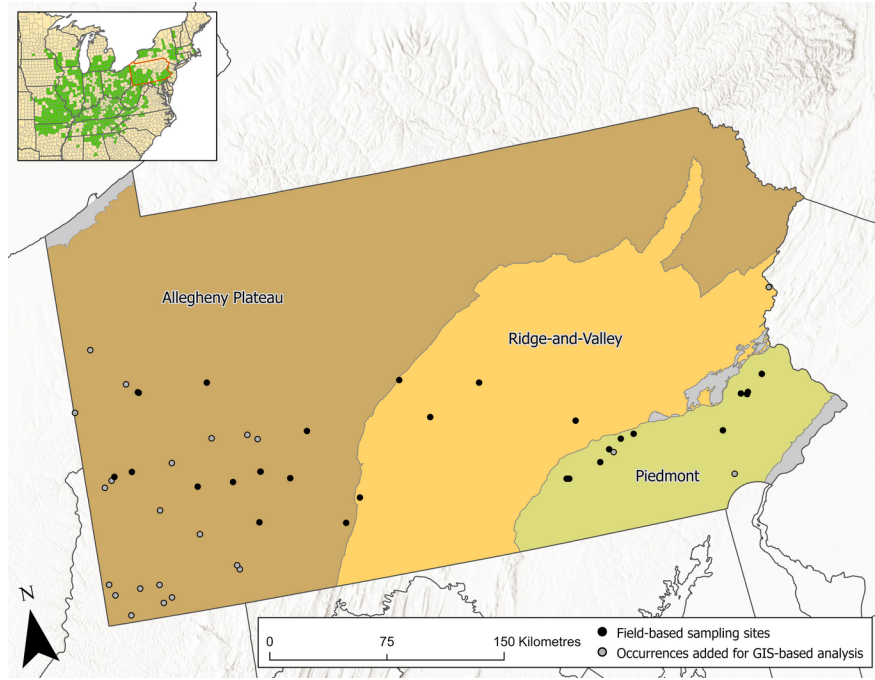 Allegheny Plateau
Ridge-and-Valley
Piedmont
N
0 75 150 Kilometres
Field-based sampling sites
Occurrences added for GIS-based analysis